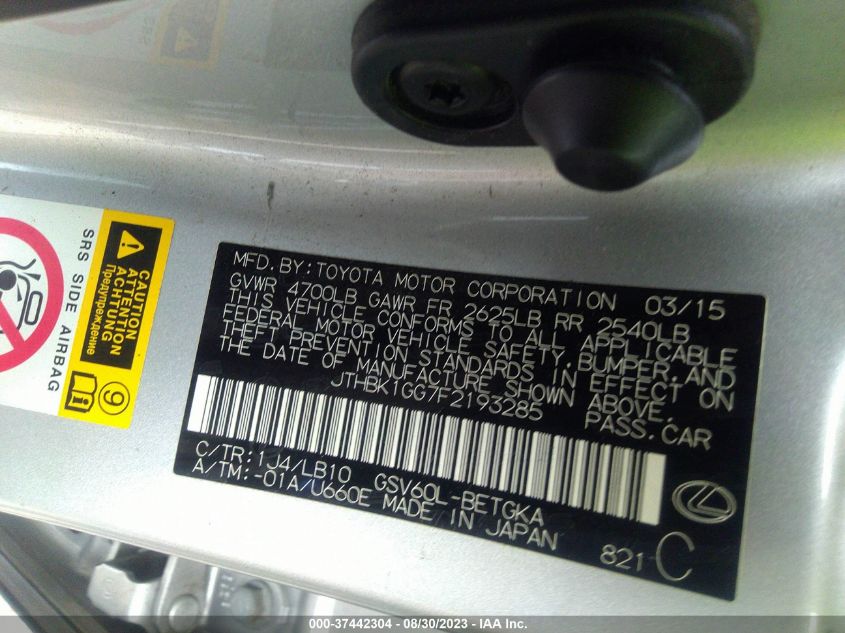 MFD.BY:TOYOTA MOTOR CORPORATION 03/15
GVWR 4700LB GAWR FR 2625LB RR 2540LB
THIS VEHICLE CONFORMS TO ALL APPLICABLE
FEDERAL MOTOR VEHICLE SAFETY,BUMPER,AND
THEFT PREVENTION STANDARDS IN EFFECT ON
THE DATE OF MANUFACTURE SHOWN ABOVE.
JTHBK1GG7F2193285 PASS.CAR
C/TR:1J4/LB10 GSV60L-BETGKA
A/TM:-01A/U660E MADE IN JAPAN
821 C
SRS SIDE AIRBAG
CAUTION
ATTENTION
ACHTUNG
Предупреждение
9
000-37442304 - 08/30/2023 - IAA Inc.